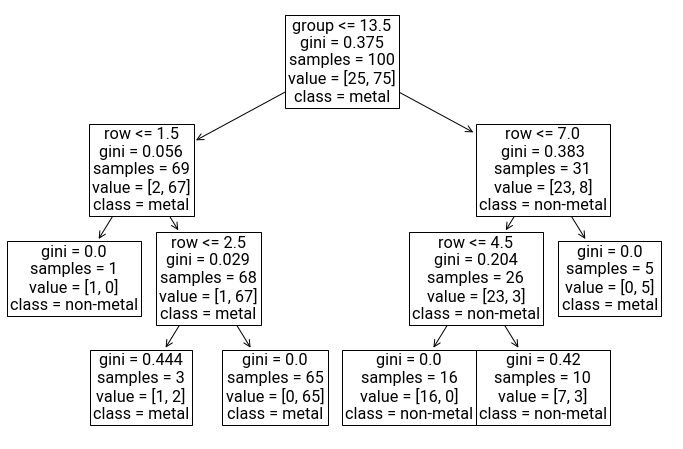 group <= 13.5
gini = 0.375
samples = 100
value = [25, 75]
class = metal
row <= 1.5
gini = 0.056
samples = 69
value = [2, 67]
class = metal
row <= 7.0
gini = 0.383
samples = 31
value = [23, 8]
class = non-metal
gini = 0.0
samples = 1
value = [1, 0]
class = non-metal
row <= 2.5
gini = 0.029
samples = 68
value = [1, 67]
class = metal
row <= 4.5
gini = 0.204
samples = 26
value = [23, 3]
class = non-metal
gini = 0.0
samples = 5
value = [0, 5]
class = metal
gini = 0.444
samples = 3
value = [1, 2]
class = metal
gini = 0.0
samples = 65
value = [0, 65]
class = metal
gini = 0.0
samples = 16
value = [16, 0]
class = non-metal
gini = 0.42
samples = 10
value = [7, 3]
class = non-metal